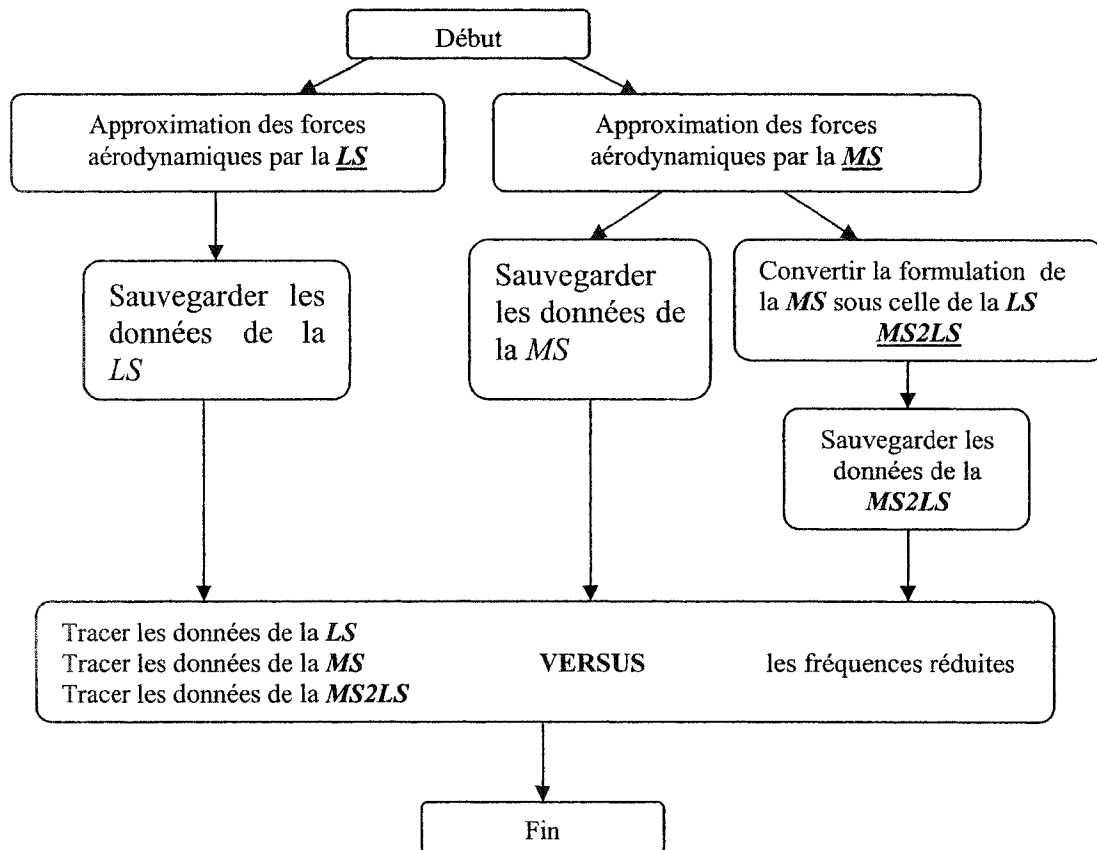 Début
Approximation des forces
aérodynamiques par la LS
Approximation des forces
aérodynamiques par la MS
Sauvegarder les
données de la
LS
Sauvegarder
les données de
la MS
Convertir la formulation de
la MS sous celle de la LS
MS2LS
Sauvegarder les
données de la
MS2LS
Tracer les données de la LS
Tracer les données de la MS VERSUS les fréquences réduites
Tracer les données de la MS2LS
Fin